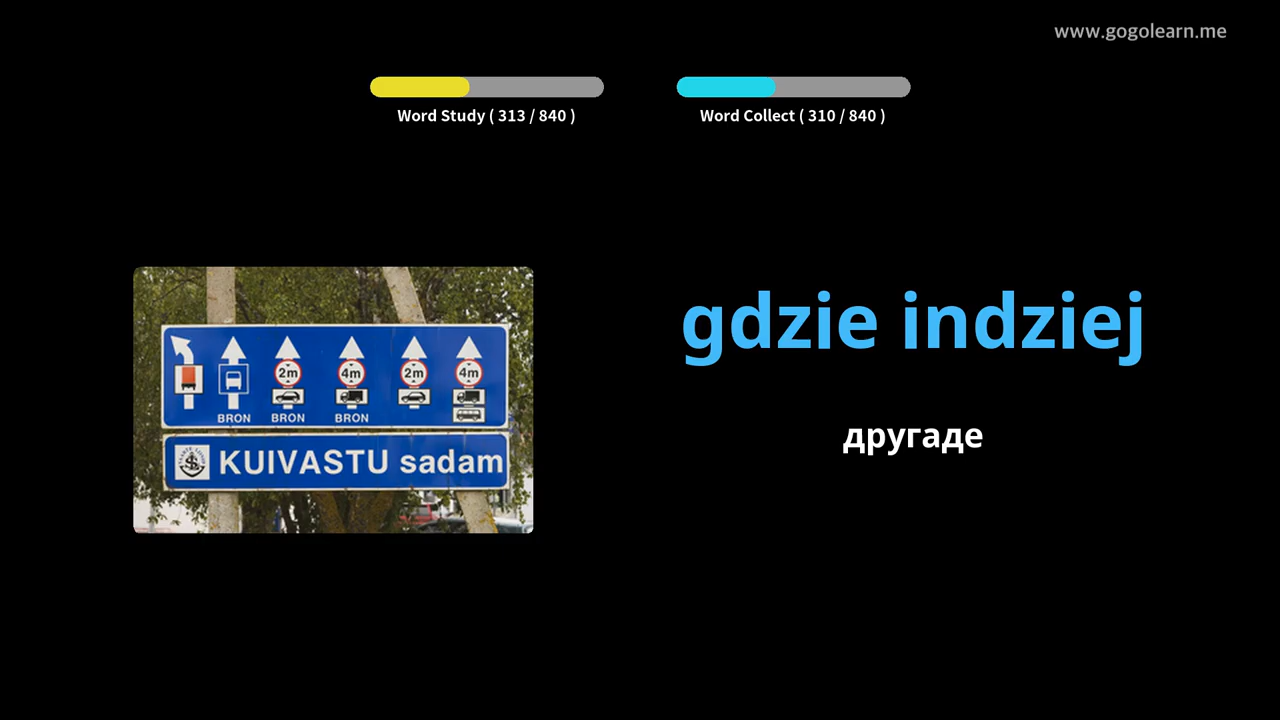 www.gogolearn.me
Word Study ( 313 / 840 )
Word Collect ( 310 / 840 )
gdzie indziej
другаде
2m 4m 2m 4m
BRON BRON BRON
KUIVASTU sadam